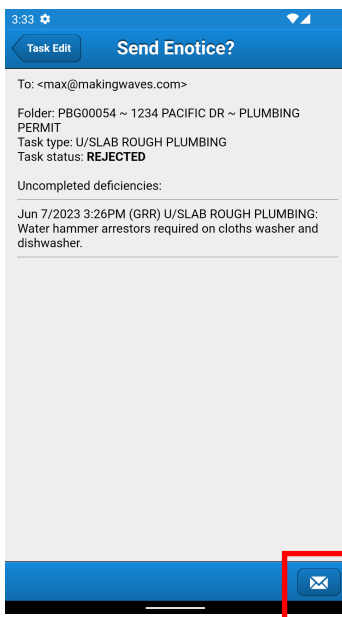 3:33
Task Edit
Send Enotice?
To: <max@makingwaves.com>
Folder: PBG00054 ~ 1234 PACIFIC DR ~ PLUMBING
PERMIT
Task type: U/SLAB ROUGH PLUMBING
Task status: REJECTED
Uncompleted deficiencies:
Jun 7/2023 3:26PM (GRR) U/SLAB ROUGH PLUMBING:
Water hammer arrestors required on cloths washer and
dishwasher.